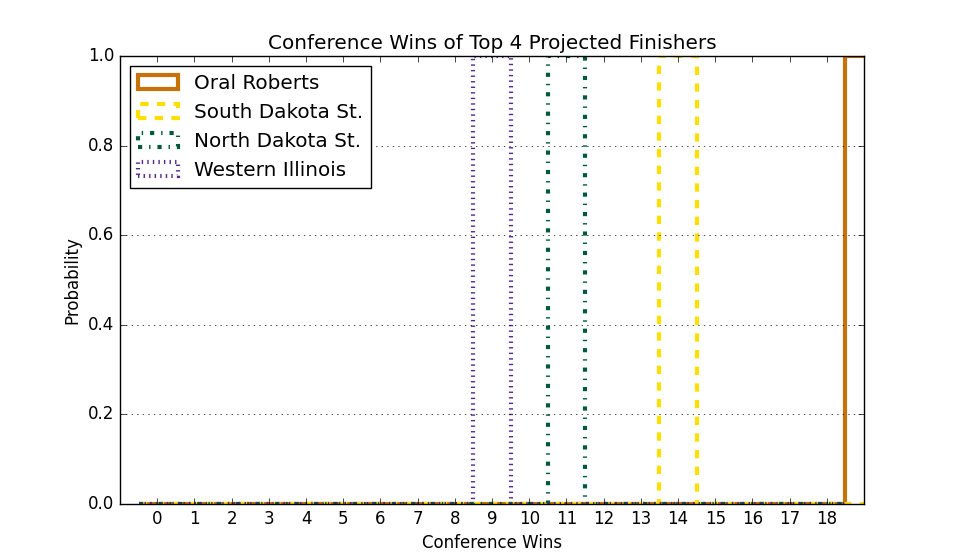 Conference Wins of Top 4 Projected Finishers
1.0
0.8
0.6
0.4
0.2
0.0
Probability
Oral Roberts
South Dakota St.
North Dakota St.
Western Illinois
0 1 2 3 4 5 6 7 8 9 10 11 12 13 14 15 16 17 18
Conference Wins